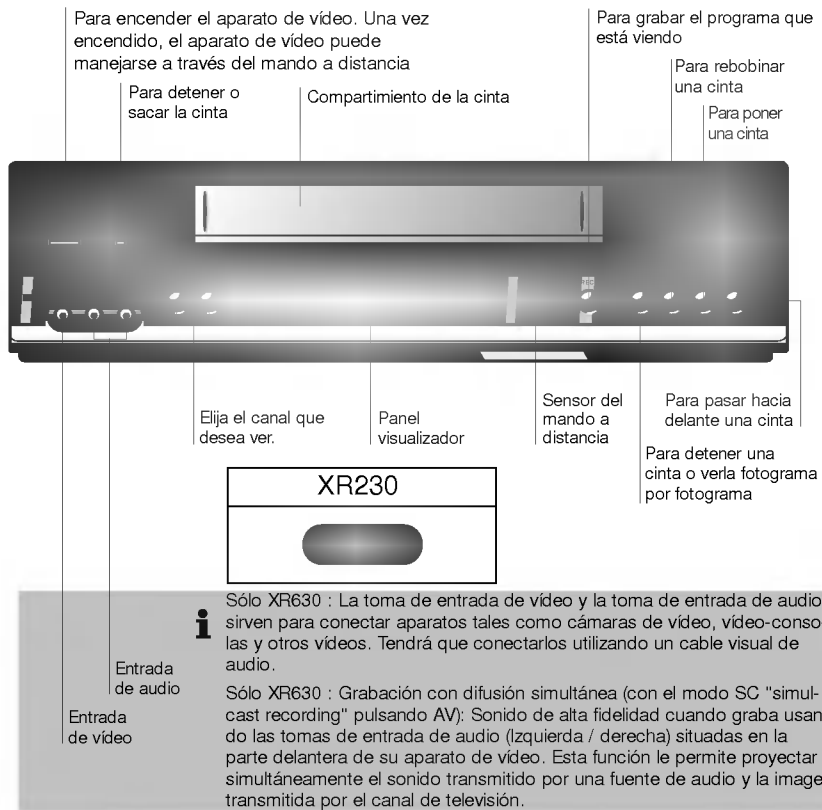 Para encender el aparato de vídeo. Una vez
encendido, el aparato de vídeo puede
manejarse a través del mando a distancia
Para grabar el programa que
está viendo
Para rebobinar
una cinta
Para detener o
sacar la cinta
Compartimiento de la cinta
Para poner
una cinta
Elija el canal que
desea ver.
Panel
visualizador
Sensor del
mando a
distancia
Para pasar hacia
delante una cinta
Para detener una
cinta o verla fotograma
por fotograma
XR230
Sólo XR630 : La toma de entrada de vídeo y la toma de entrada de audio
sirven para conectar aparatos tales como cámaras de vídeo, vídeo-conso-
las y otros vídeos. Tendrá que conectarlos utilizando un cable visual de
audio.
Entrada
de audio
Entrada
de vídeo
Sólo XR630 : Grabación con difusión simultánea (con el modo SC "simul-
cast recording" pulsando AV): Sonido de alta fidelidad cuando graba usan
do las tomas de entrada de audio (Izquierda / derecha) situadas en la
parte delantera de su aparato de vídeo. Esta función le permite proyectar
simultáneamente el sonido transmitido por una fuente de audio y la image
transmitida por el canal de televisión.